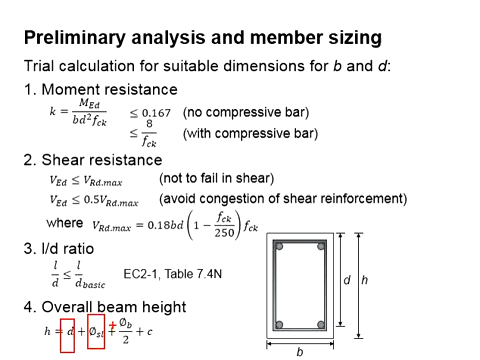 Preliminary analysis and member sizing
Trial calculation for suitable dimensions for b and d:
1. Moment resistance
k = M_Ed / bd²f_ck ≤ 0.167 (no compressive bar)
≤ 8 / f_ck (with compressive bar)
2. Shear resistance
V_Ed ≤ V_Rd.max (not to fail in shear)
V_Ed ≤ 0.5V_Rd.max (avoid congestion of shear reinforcement)
where V_Rd.max = 0.18bd (1 − f_ck / 250) f_ck
3. l/d ratio
l / d ≤ l / d basic EC2-1, Table 7.4N
4. Overall beam height
h = d + Ø_sl + Ø_b / 2 + c
d h
b